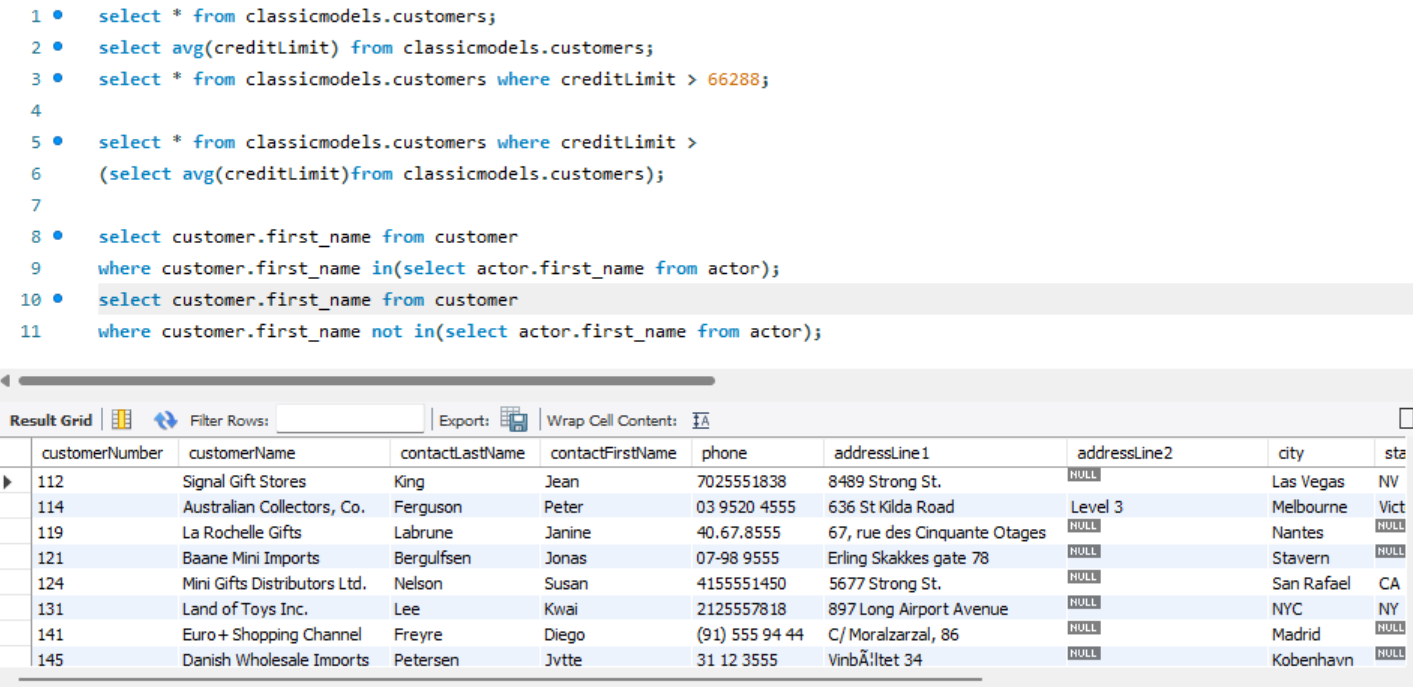 1 select * from classicmodels.customers;
2 select avg(creditLimit) from classicmodels.customers;
3 select * from classicmodels.customers where creditLimit > 66288;
4
5 select * from classicmodels.customers where creditLimit >
6 (select avg(creditLimit)from classicmodels.customers);
7
8 select customer.first_name from customer
9 where customer.first_name in(select actor.first_name from actor);
10 select customer.first_name from customer
11 where customer.first_name not in(select actor.first_name from actor);
Result Grid Filter Rows: Export: Wrap Cell Content: IA
customerNumber customerName contactLastName contactFirstName phone addressLine1 addressLine2 city sta
112 Signal Gift Stores King Jean 7025551838 8489 Strong St. NULL Las Vegas NV
114 Australian Collectors, Co. Ferguson Peter 03 9520 4555 636 St Kilda Road Level 3 Melbourne Vict
119 La Rochelle Gifts Labrune Janine 40.67.8555 67, rue des Cinquante Otages NULL Nantes NULL
121 Baane Mini Imports Bergulfsen Jonas 07-98 9555 Erling Skakkes gate 78 NULL Stavern NULL
124 Mini Gifts Distributors Ltd. Nelson Susan 4155551450 5677 Strong St. NULL San Rafael CA
131 Land of Toys Inc. Lee Kwai 2125557818 897 Long Airport Avenue NULL NYC NY
141 Euro+ Shopping Channel Freyre Diego (91) 555 94 44 C/ Moralzarzal, 86 NULL Madrid NULL
145 Danish Wholesale Imports Petersen Jytte 31 12 3555 VinbÃ¦ltet 34 NULL Kobenhavn NULL